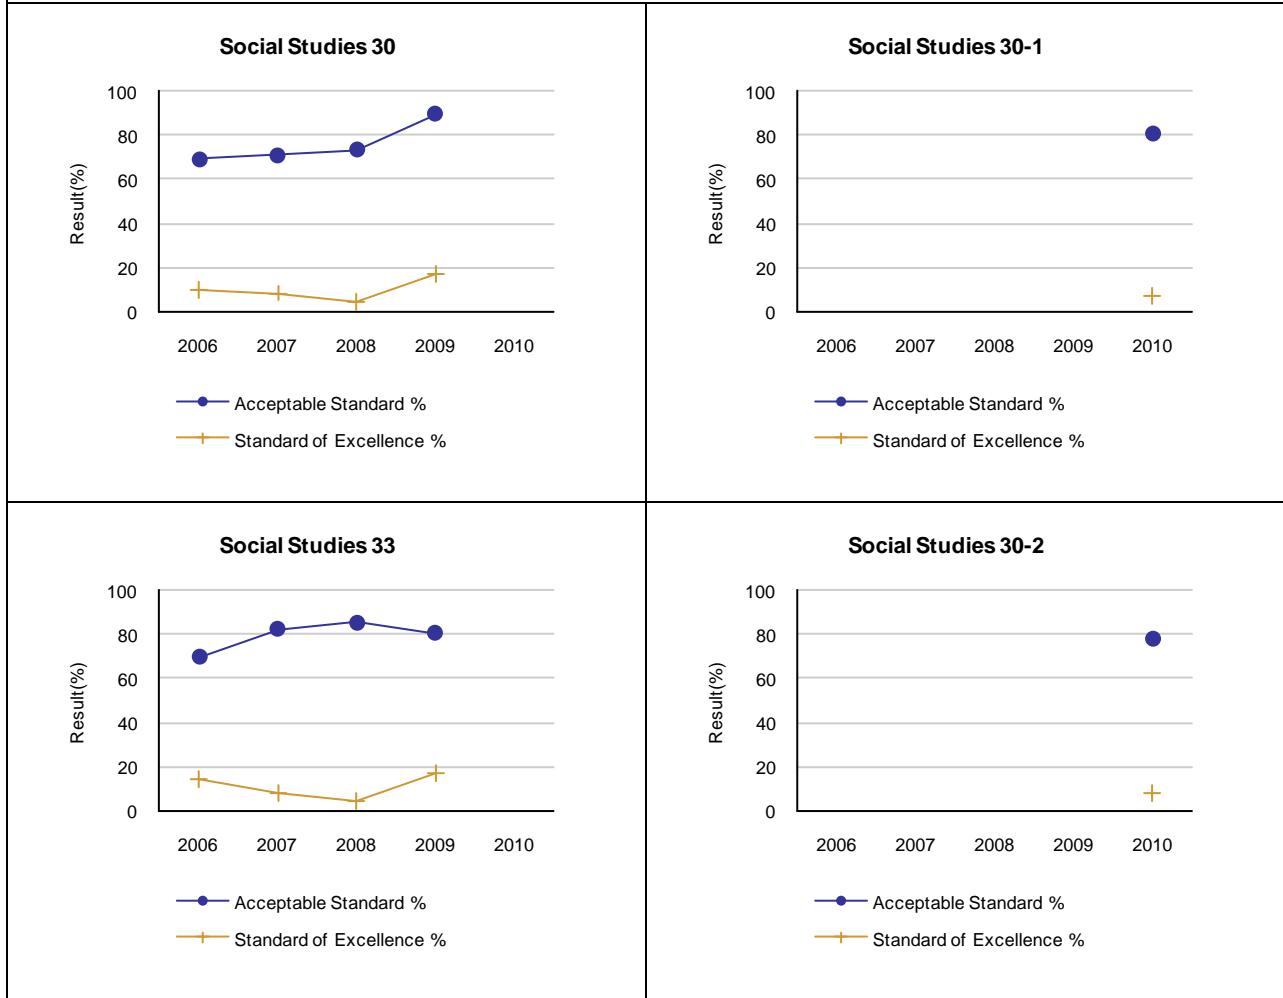 Social Studies 30
100
80
60
40
20
0
Result(%)
2006 2007 2008 2009 2010
Acceptable Standard %
Standard of Excellence %
Social Studies 30-1
100
80
60
40
20
0
Result(%)
2006 2007 2008 2009 2010
Acceptable Standard %
Standard of Excellence %
Social Studies 33
100
80
60
40
20
0
Result(%)
2006 2007 2008 2009 2010
Acceptable Standard %
Standard of Excellence %
Social Studies 30-2
100
80
60
40
20
0
Result(%)
2006 2007 2008 2009 2010
Acceptable Standard %
Standard of Excellence %